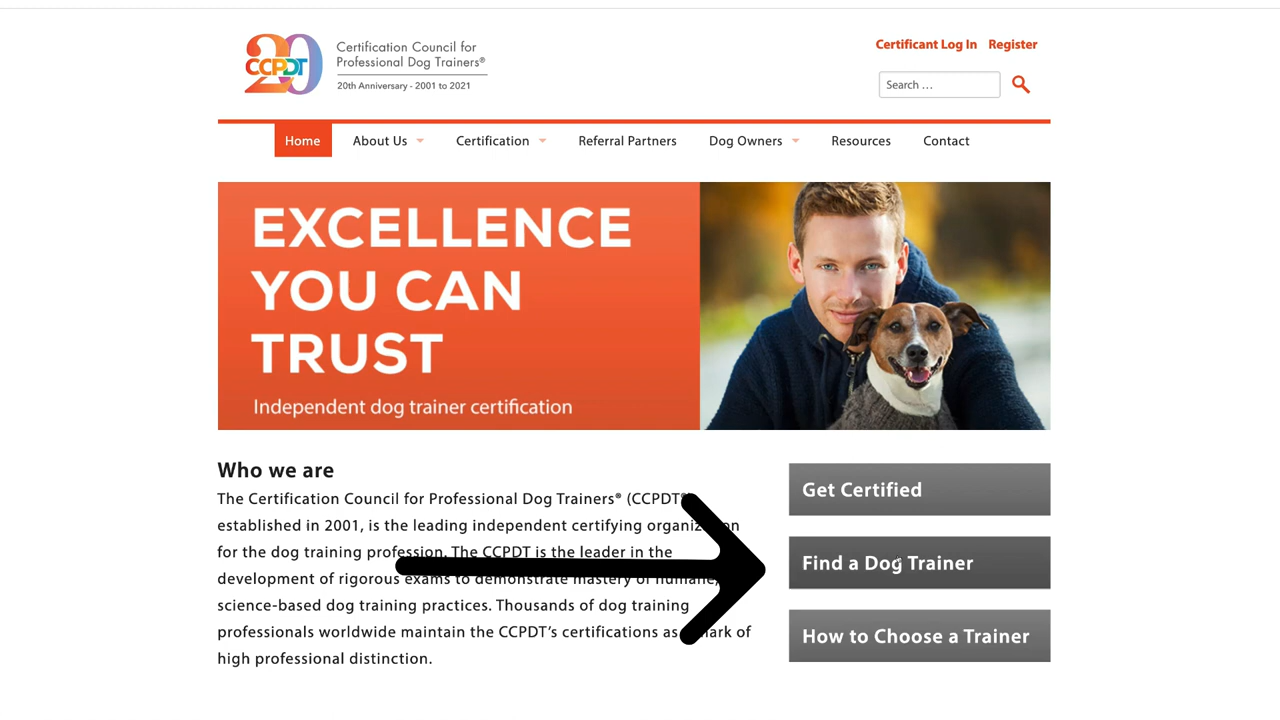 20
CCPDT
Certification Council for
Professional Dog Trainers®
20th Anniversary - 2001 to 2021
Certificant Log In Register
Search ...
Home About Us Certification Referral Partners Dog Owners Resources Contact
EXCELLENCE
YOU CAN
TRUST
Independent dog trainer certification
Who we are
The Certification Council for Professional Dog Trainers® (CCPDT®),
established in 2001, is the leading independent certifying organization
for the dog training profession. The CCPDT is the leader in the
development of rigorous exams to demonstrate mastery of humane,
science-based dog training practices. Thousands of dog training
professionals worldwide maintain the CCPDT’s certifications as mark of
high professional distinction.
Get Certified
Find a Dog Trainer
How to Choose a Trainer